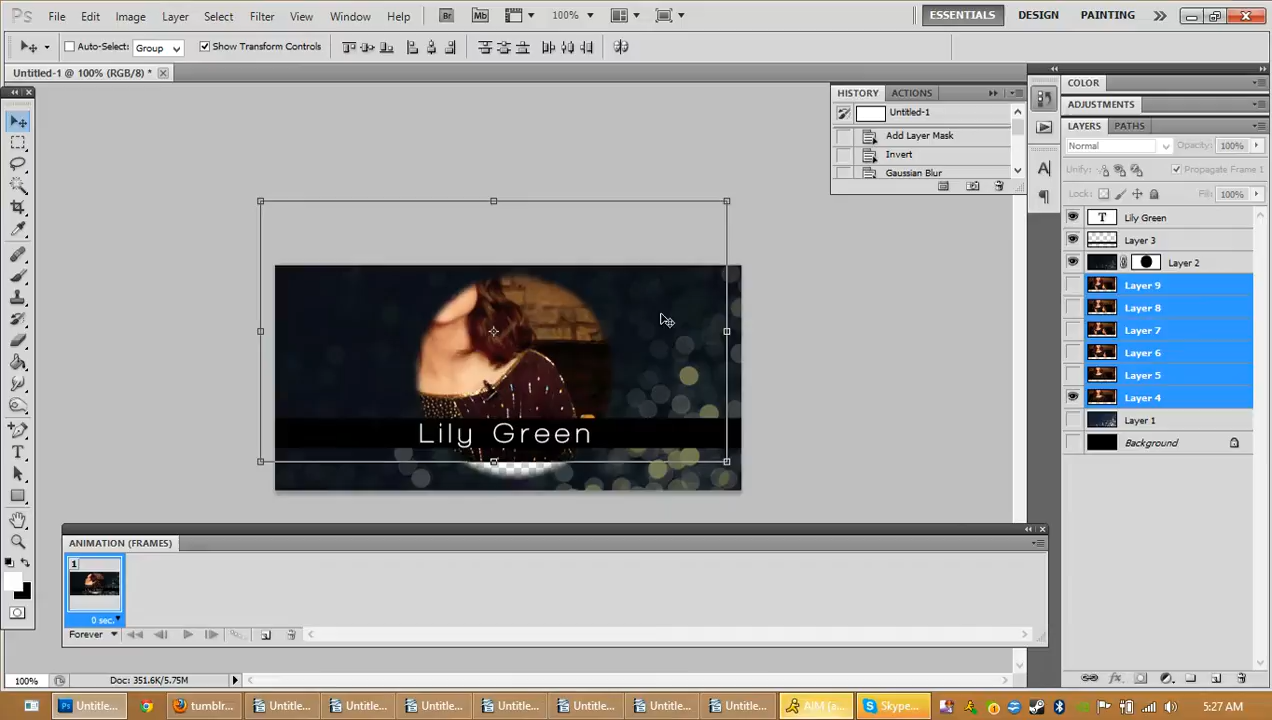 Ps File Edit Image Layer Select Filter View Window Help Br Mb 100% ESSENTIALS DESIGN PAINTING
Auto-Select: Group Show Transform Controls
Untitled-1 @ 100% (RGB/8) *
HISTORY ACTIONS
Untitled-1
Add Layer Mask
Invert
Gaussian Blur
COLOR
ADJUSTMENTS
LAYERS PATHS
Normal Opacity: 100%
Unify: Propagate Frame 1
Lock: Fill: 100%
T Lily Green
Layer 3
Layer 2
Layer 9
Layer 8
Layer 7
Layer 6
Layer 5
Layer 4
Layer 1
Background
Lily Green
ANIMATION (FRAMES)
1
0 sec.
Forever
100% Doc: 351.6K/5.75M
Untitle... tumblr... Untitle... Untitle... Untitle... Untitle... Untitle... Untitle... Untitle... AIM (a... Skype... 5:27 AM